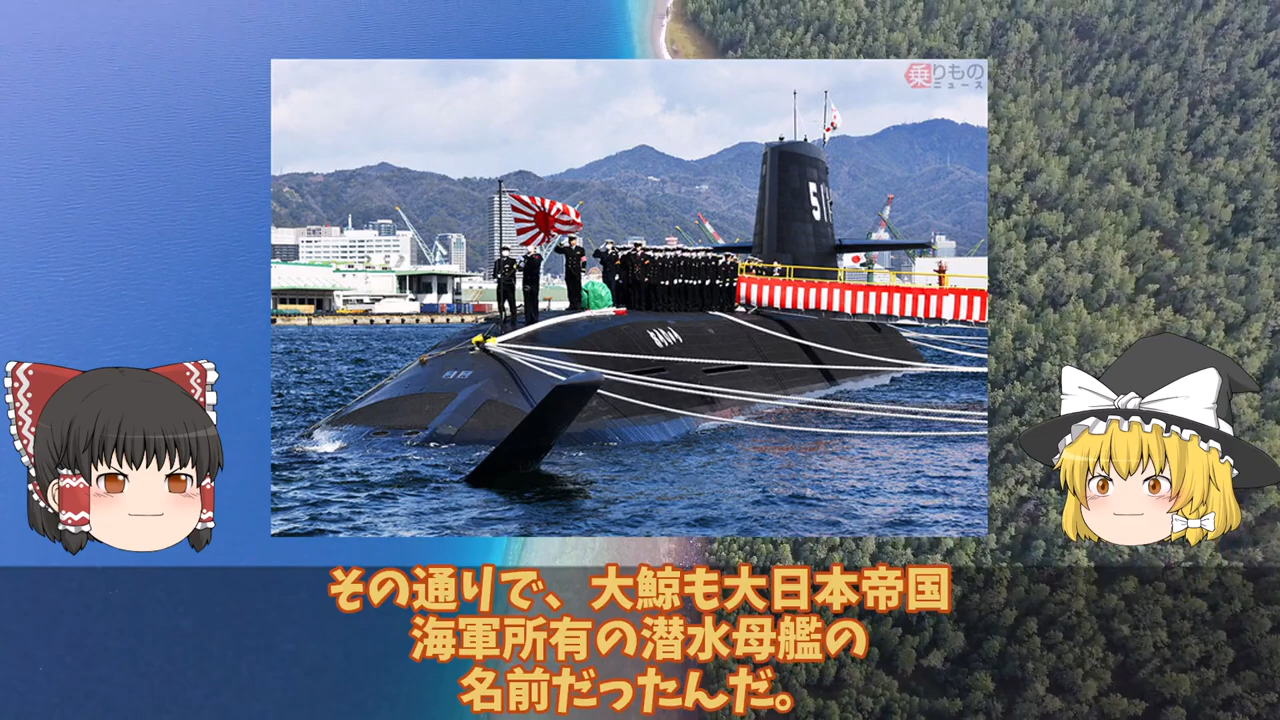 乗りもの
ニュース
51
その通りで、大鯨も大日本帝国
海軍所有の潜水母艦の
名前だったんだ。